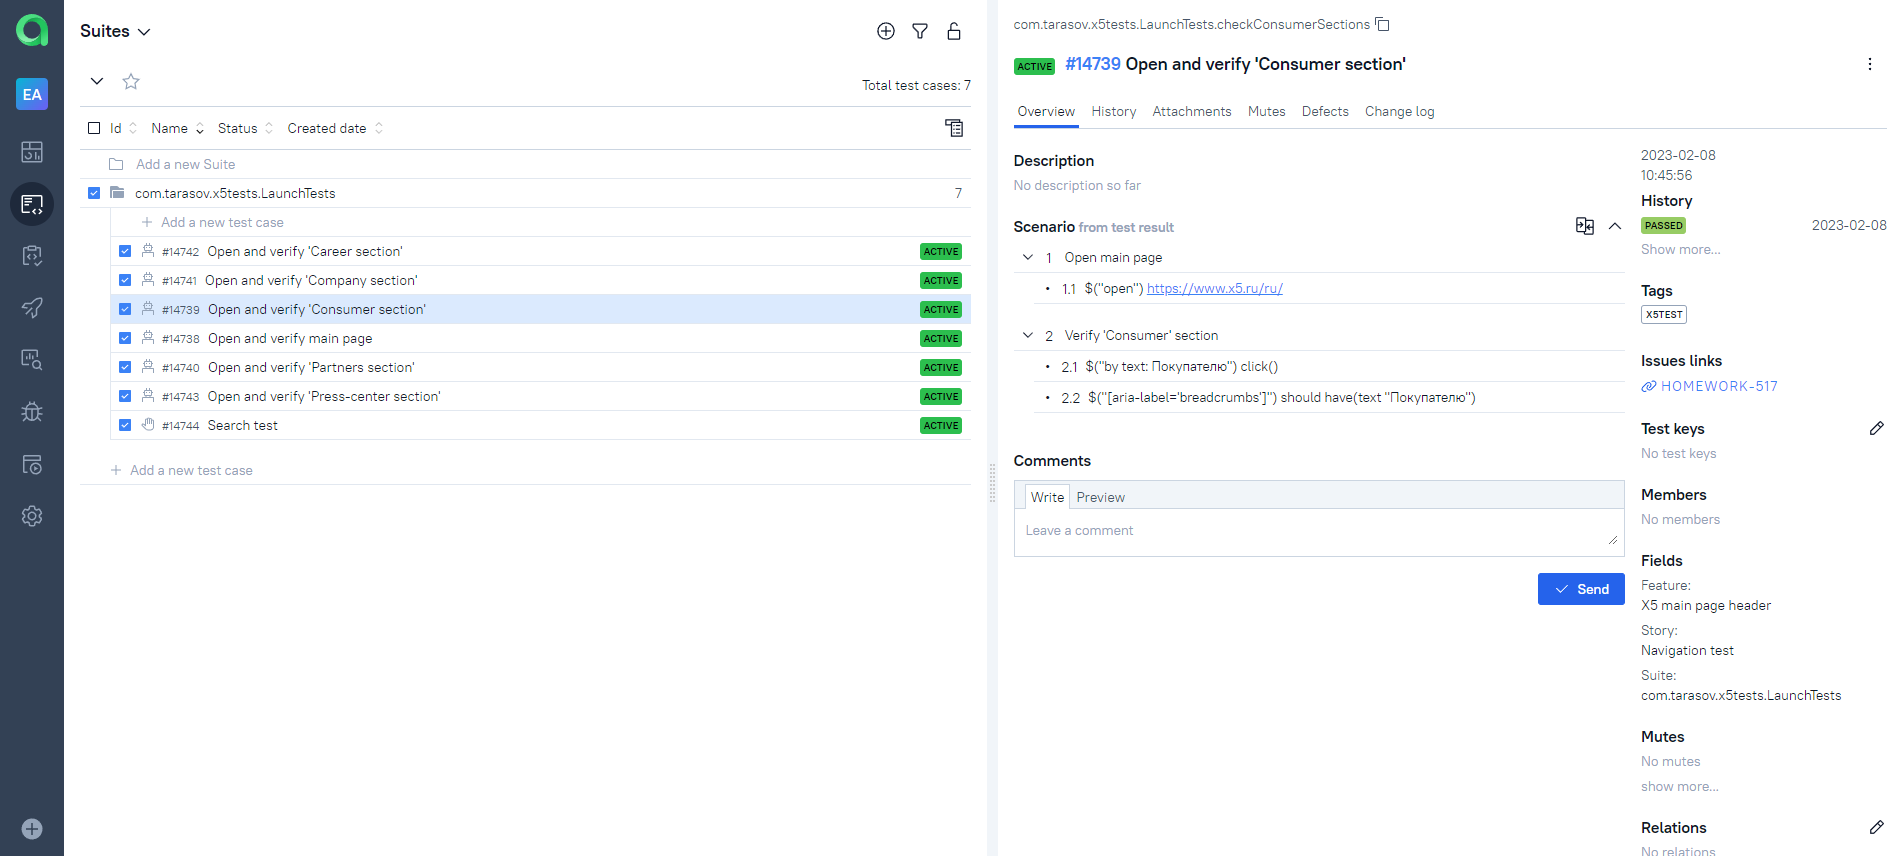 EA
Suites
Total test cases: 7
Id Name Status Created date
Add a new Suite
com.tarasov.x5tests.LaunchTests 7
Add a new test case
#14742 Open and verify 'Career section' ACTIVE
#14741 Open and verify 'Company section' ACTIVE
#14739 Open and verify 'Consumer section' ACTIVE
#14738 Open and verify main page ACTIVE
#14740 Open and verify 'Partners section' ACTIVE
#14743 Open and verify 'Press-center section' ACTIVE
#14744 Search test ACTIVE
Add a new test case
com.tarasov.x5tests.LaunchTests.checkConsumerSections
ACTIVE #14739 Open and verify 'Consumer section'
Overview History Attachments Mutes Defects Change log
Description
No description so far
Scenario from test result
1 Open main page
1.1 $("open") https://www.x5.ru/ru/
2 Verify 'Consumer' section
2.1 $("by text: Покупателю") click()
2.2 $("[aria-label='breadcrumbs']") should have(text "Покупателю")
Comments
Write Preview
Leave a comment
Send
2023-02-08
10:45:56
History
PASSED 2023-02-08
Show more...
Tags
X5TEST
Issues links
HOMEWORK-517
Test keys
No test keys
Members
No members
Fields
Feature:
X5 main page header
Story:
Navigation test
Suite:
com.tarasov.x5tests.LaunchTests
Mutes
No mutes
show more...
Relations
No relations